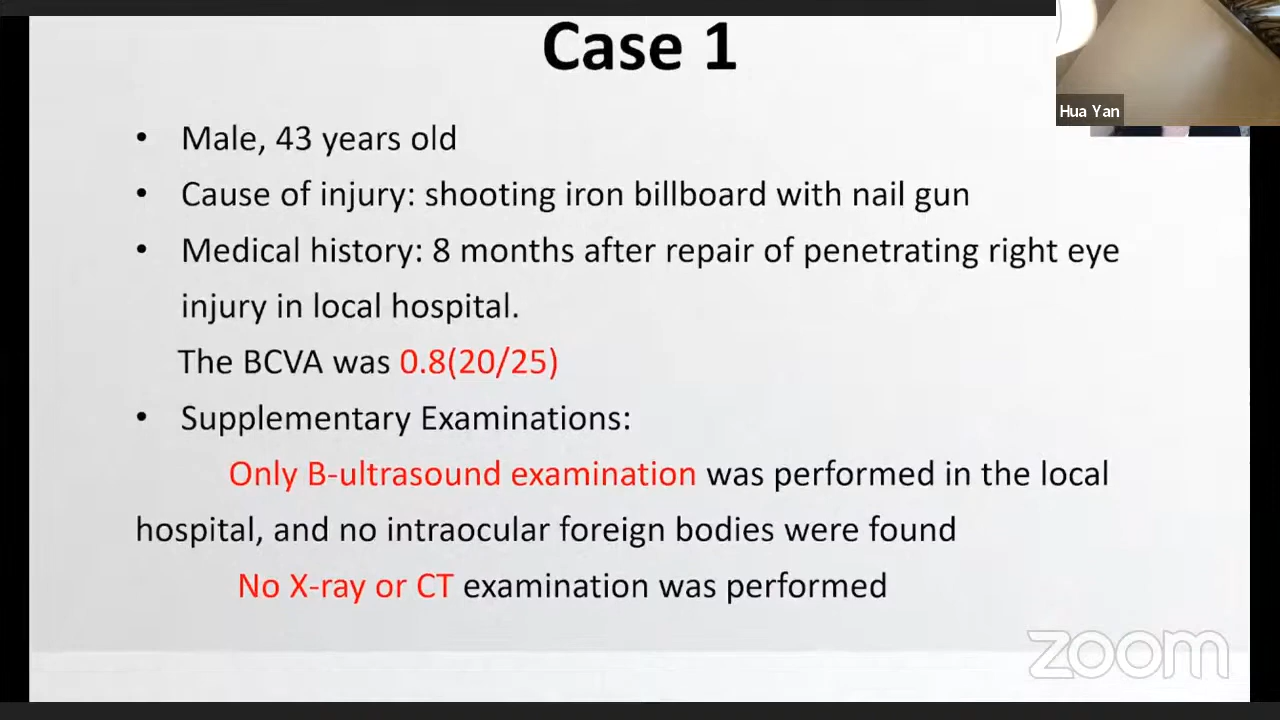 Case 1
Hua Yan
• Male, 43 years old
• Cause of injury: shooting iron billboard with nail gun
• Medical history: 8 months after repair of penetrating right eye
injury in local hospital.
The BCVA was 0.8(20/25)
• Supplementary Examinations:
Only B-ultrasound examination was performed in the local
hospital, and no intraocular foreign bodies were found
No X-ray or CT examination was performed
zoom